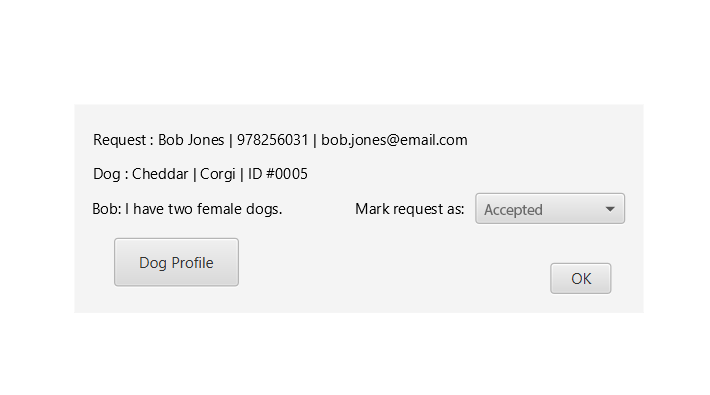 Request : Bob Jones | 978256031 | bob.jones@email.com
Dog : Cheddar | Corgi | ID #0005
Bob: I have two female dogs.
Mark request as: Accepted
Dog Profile
OK